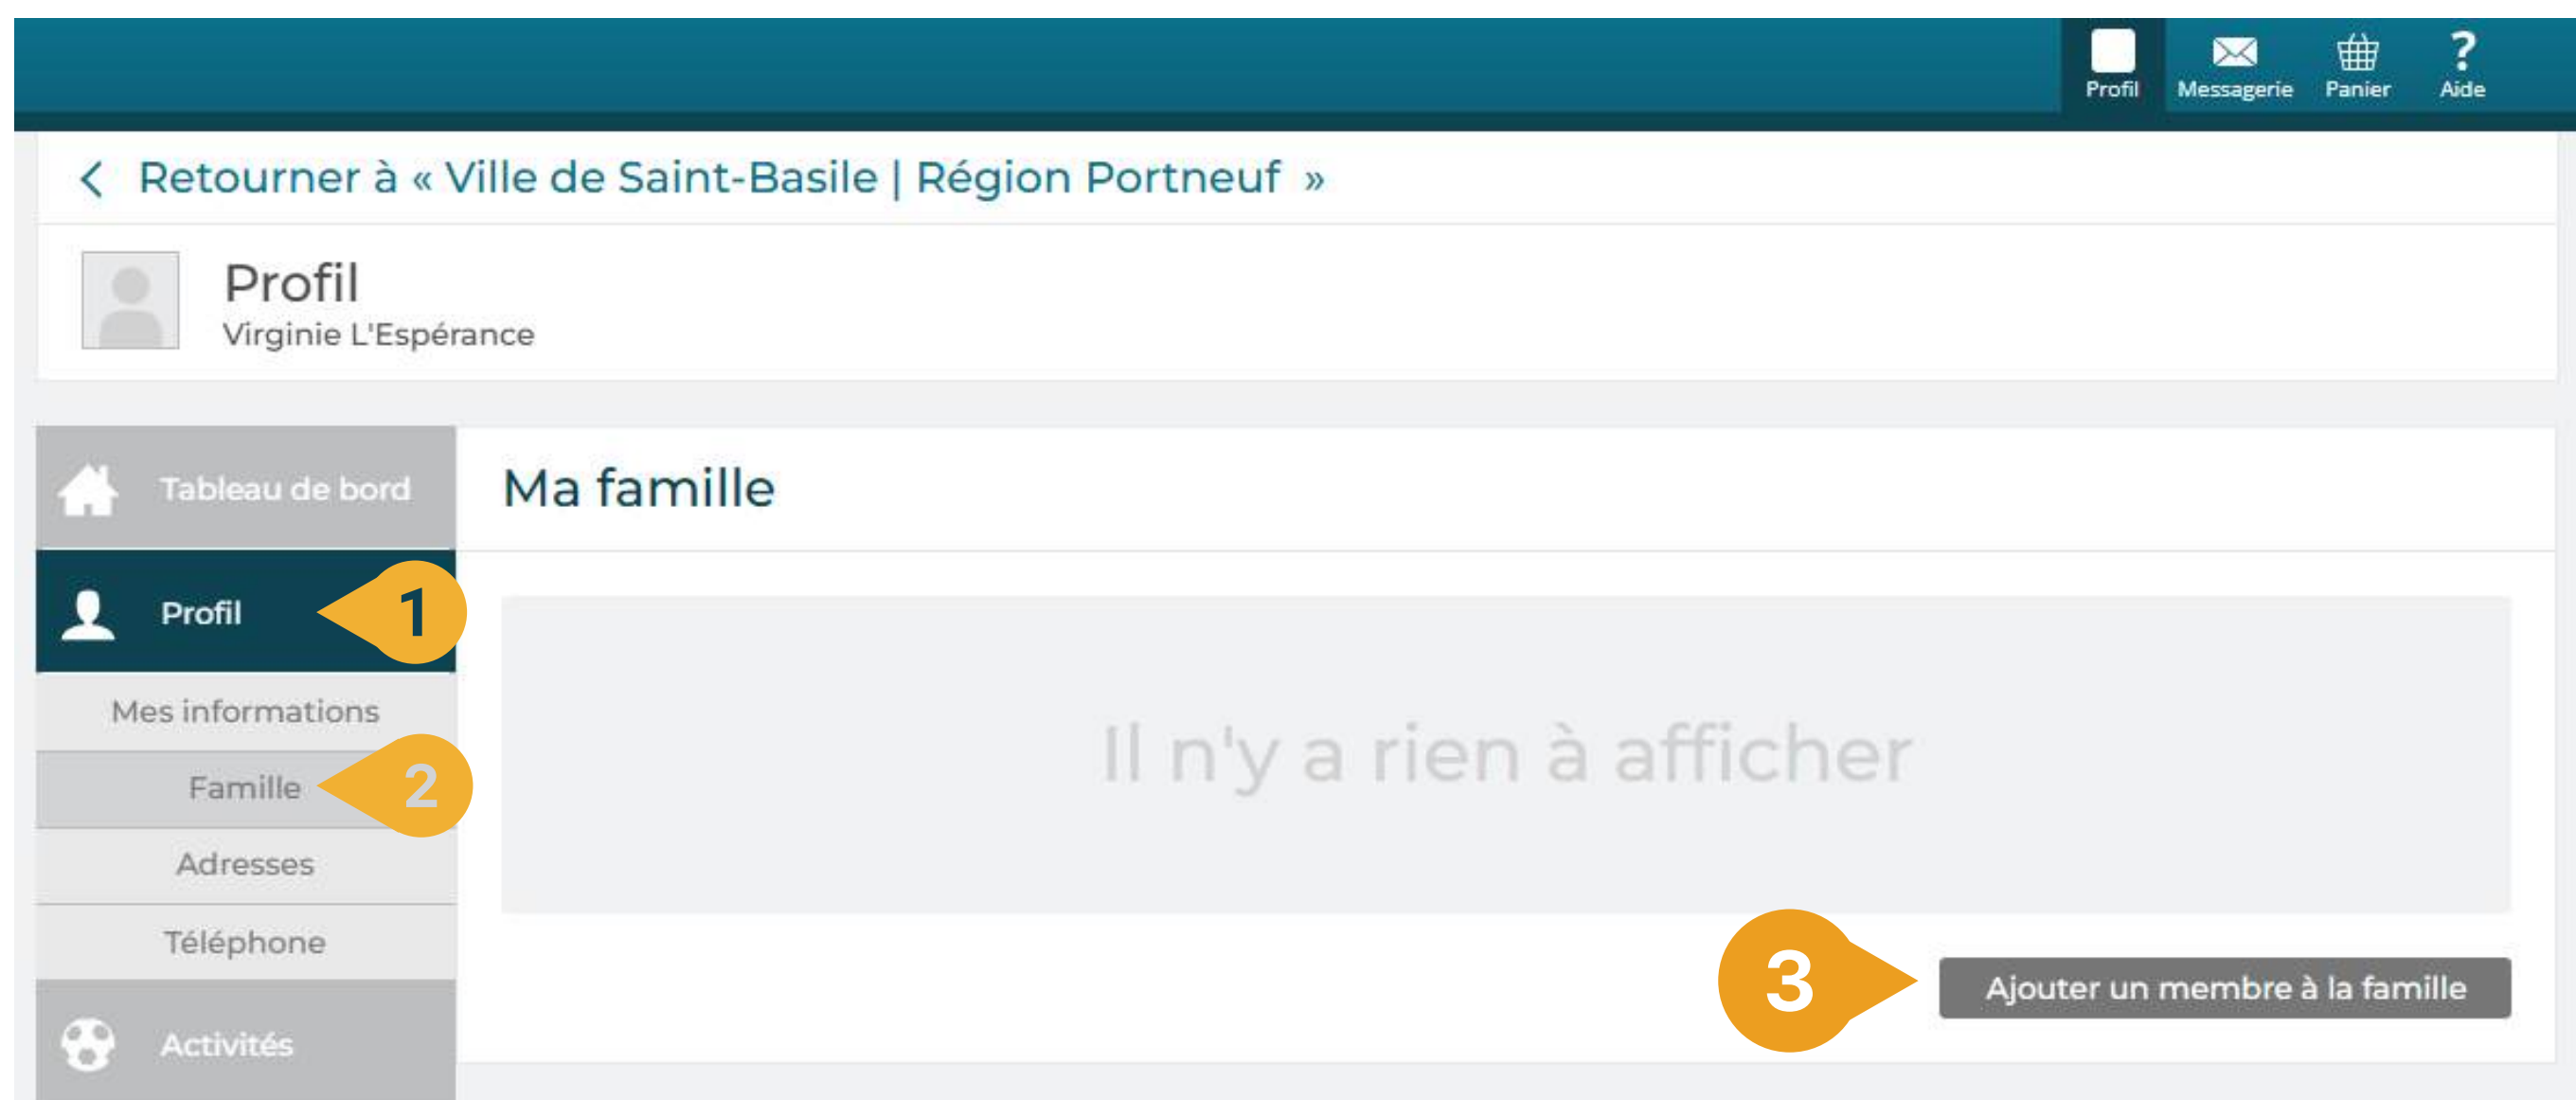 Profil
Messagerie
Panier
? Aide
Retourner à « Ville de Saint-Basile | Région Portneuf »
Profil
Virginie L'Espérance
Tableau de bord
Ma famille
Profil
1
Mes informations
Famille
2
Il n'y a rien à afficher
Adresses
Téléphone
3
Ajouter un membre à la famille
Activités